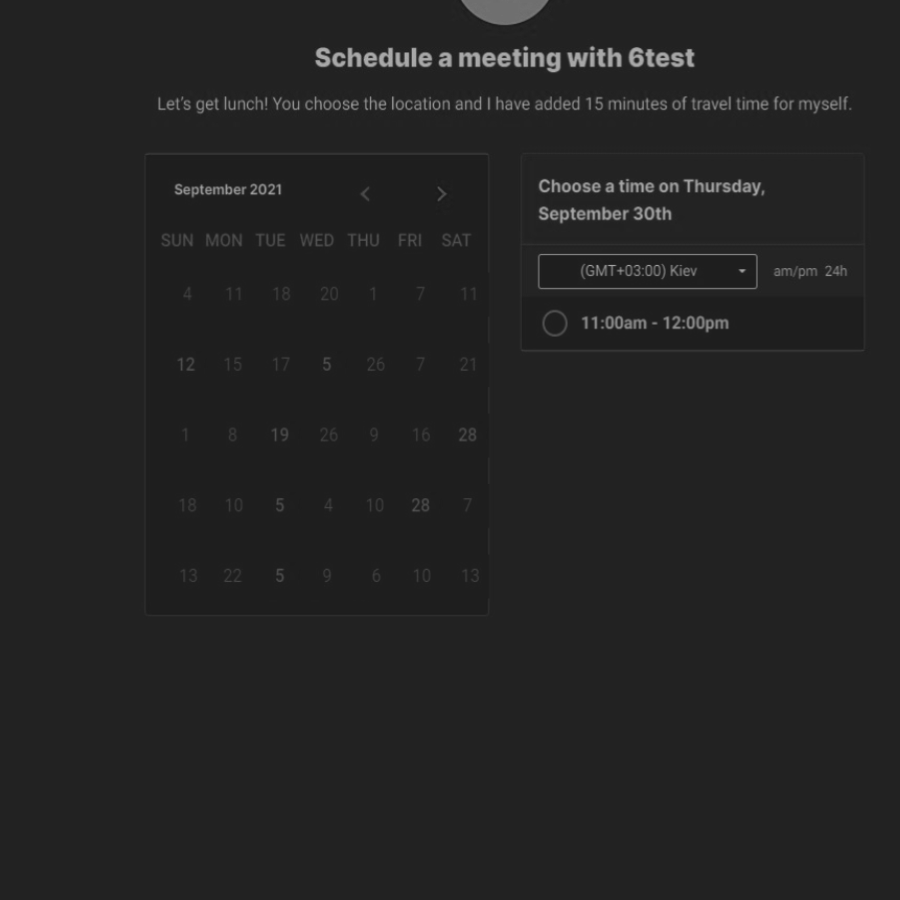 Schedule a meeting with 6test
Let's get lunch! You choose the location and I have added 15 minutes of travel time for myself.
September 2021
SUN MON TUE WED THU FRI SAT
4 11 18 20 1 7 11
12 15 17 5 26 7 21
1 8 19 26 9 16 28
18 10 5 4 10 28 7
13 22 5 9 6 10 13
Choose a time on Thursday,
September 30th
(GMT+03:00) Kiev am/pm 24h
11:00am - 12:00pm